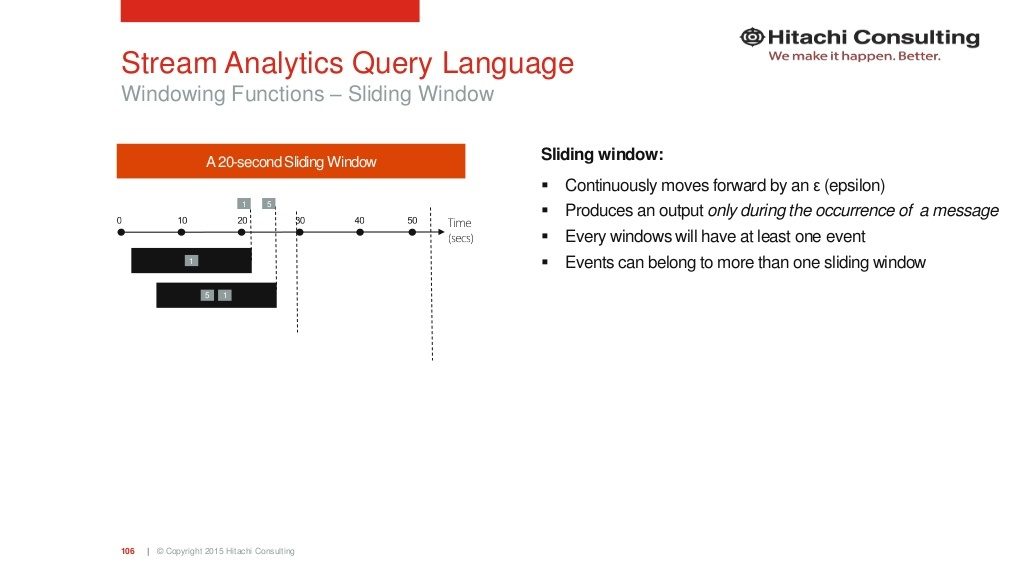 Hitachi Consulting
We make it happen. Better.
Stream Analytics Query Language
Windowing Functions – Sliding Window
A 20-second Sliding Window
1 5
0 10 20 30 40 50 Time
(secs)
1
5 1
Sliding window:
▪ Continuously moves forward by an ε (epsilon)
▪ Produces an output only during the occurrence of a message
▪ Every windows will have at least one event
▪ Events can belong to more than one sliding window
106 | © Copyright 2015 Hitachi Consulting